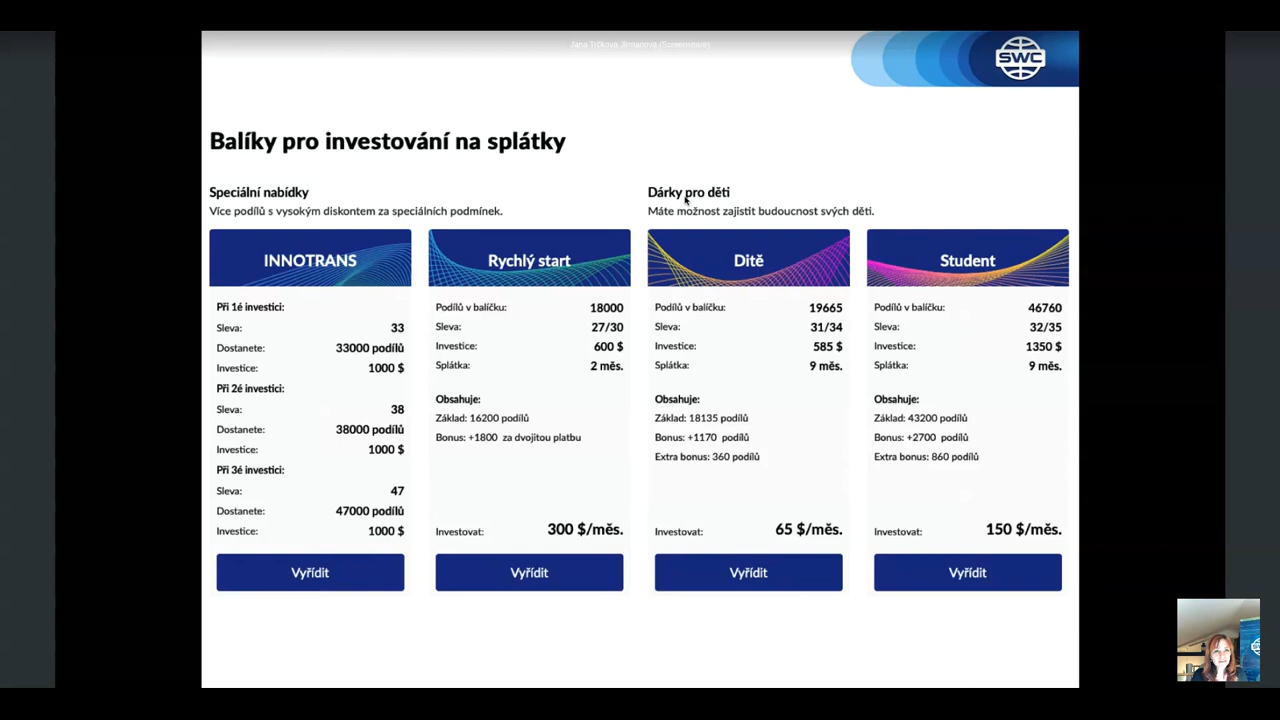 Jana Tričkova Jirmanova (Screenshare)
SWC
Balíky pro investování na splátky
Speciální nabídky
Více podílů s vysokým diskontem za speciálních podmínek.
INNOTRANS
Při 1é investici:
Sleva: 33
Dostanete: 33000 podílů
Investice: 1000 $
Při 2é investici:
Sleva: 38
Dostanete: 38000 podílů
Investice: 1000 $
Při 3é investici:
Sleva: 47
Dostanete: 47000 podílů
Investice: 1000 $
Vyřídit
Rychlý start
Podílů v balíčku: 18000
Sleva: 27/30
Investice: 600 $
Splátka: 2 měs.
Obsahuje:
Základ: 16200 podílů
Bonus: +1800 za dvojitou platbu
Investovat: 300 $/měs.
Vyřídit
Dárky pro děti
Máte možnost zajistit budoucnost svých dětí.
Dítě
Podílů v balíčku: 19665
Sleva: 31/34
Investice: 585 $
Splátka: 9 měs.
Obsahuje:
Základ: 18135 podílů
Bonus: +1170 podílů
Extra bonus: 360 podílů
Investovat: 65 $/měs.
Vyřídit
Student
Podílů v balíčku: 46760
Sleva: 32/35
Investice: 1350 $
Splátka: 9 měs.
Obsahuje:
Základ: 43200 podílů
Bonus: +2700 podílů
Extra bonus: 860 podílů
Investovat: 150 $/měs.
Vyřídit